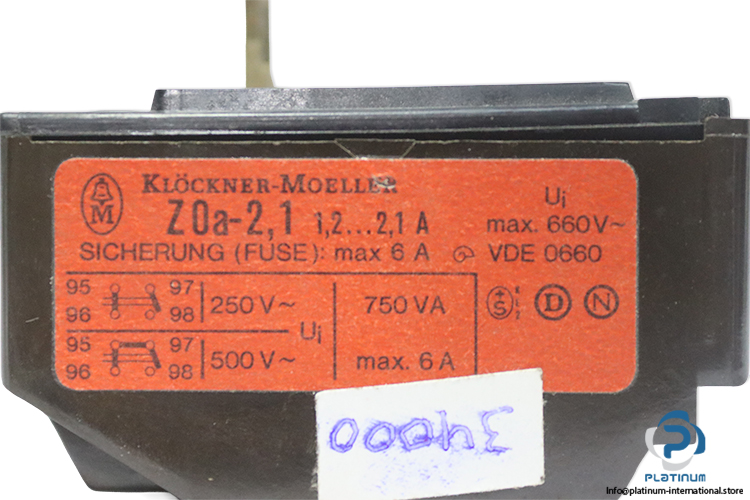 KLÖCKNER-MOELLER
M
Z0a-2,1 1,2...2,1 A
Ui
max. 660V~
SICHERUNG (FUSE): max 6 A
VDE 0660
95 97
96 98
250 V~
750 VA
Ui
95 97
96 98
500 V~
max. 6 A
S
D
N
34000
PLATINUM
Info@platinum-international.store